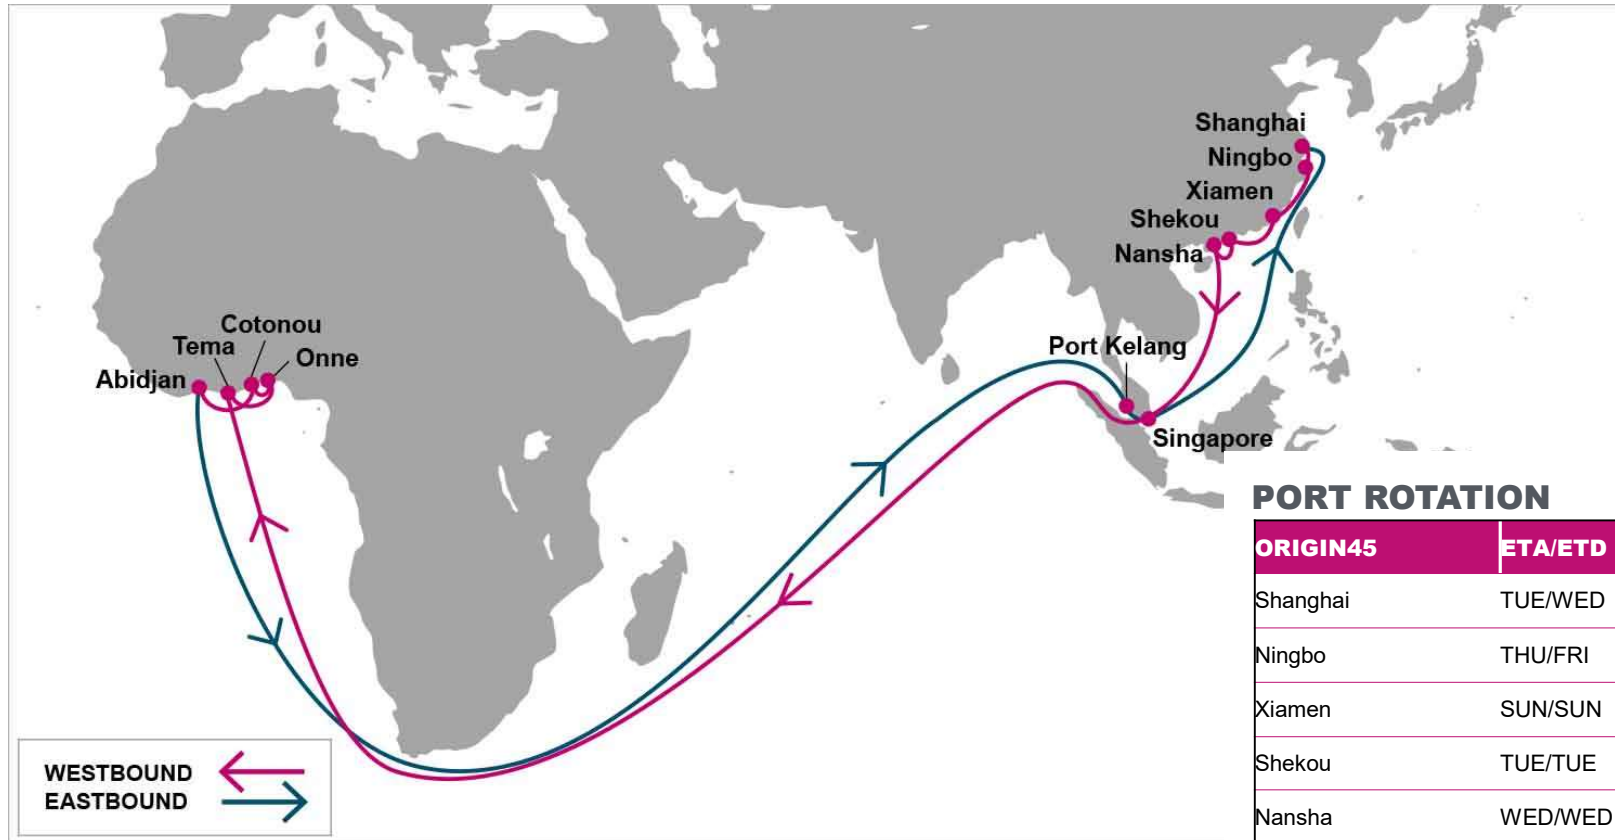 Shanghai
Ningbo
Xiamen
Shekou
Nansha
Cotonou
Tema
Onne
Abidjan
Port Kelang
Singapore
WESTBOUND
EASTBOUND
PORT ROTATION
ORIGIN45 ETA/ETD
Shanghai TUE/WED
Ningbo THU/FRI
Xiamen SUN/SUN
Shekou TUE/TUE
Nansha WED/WED